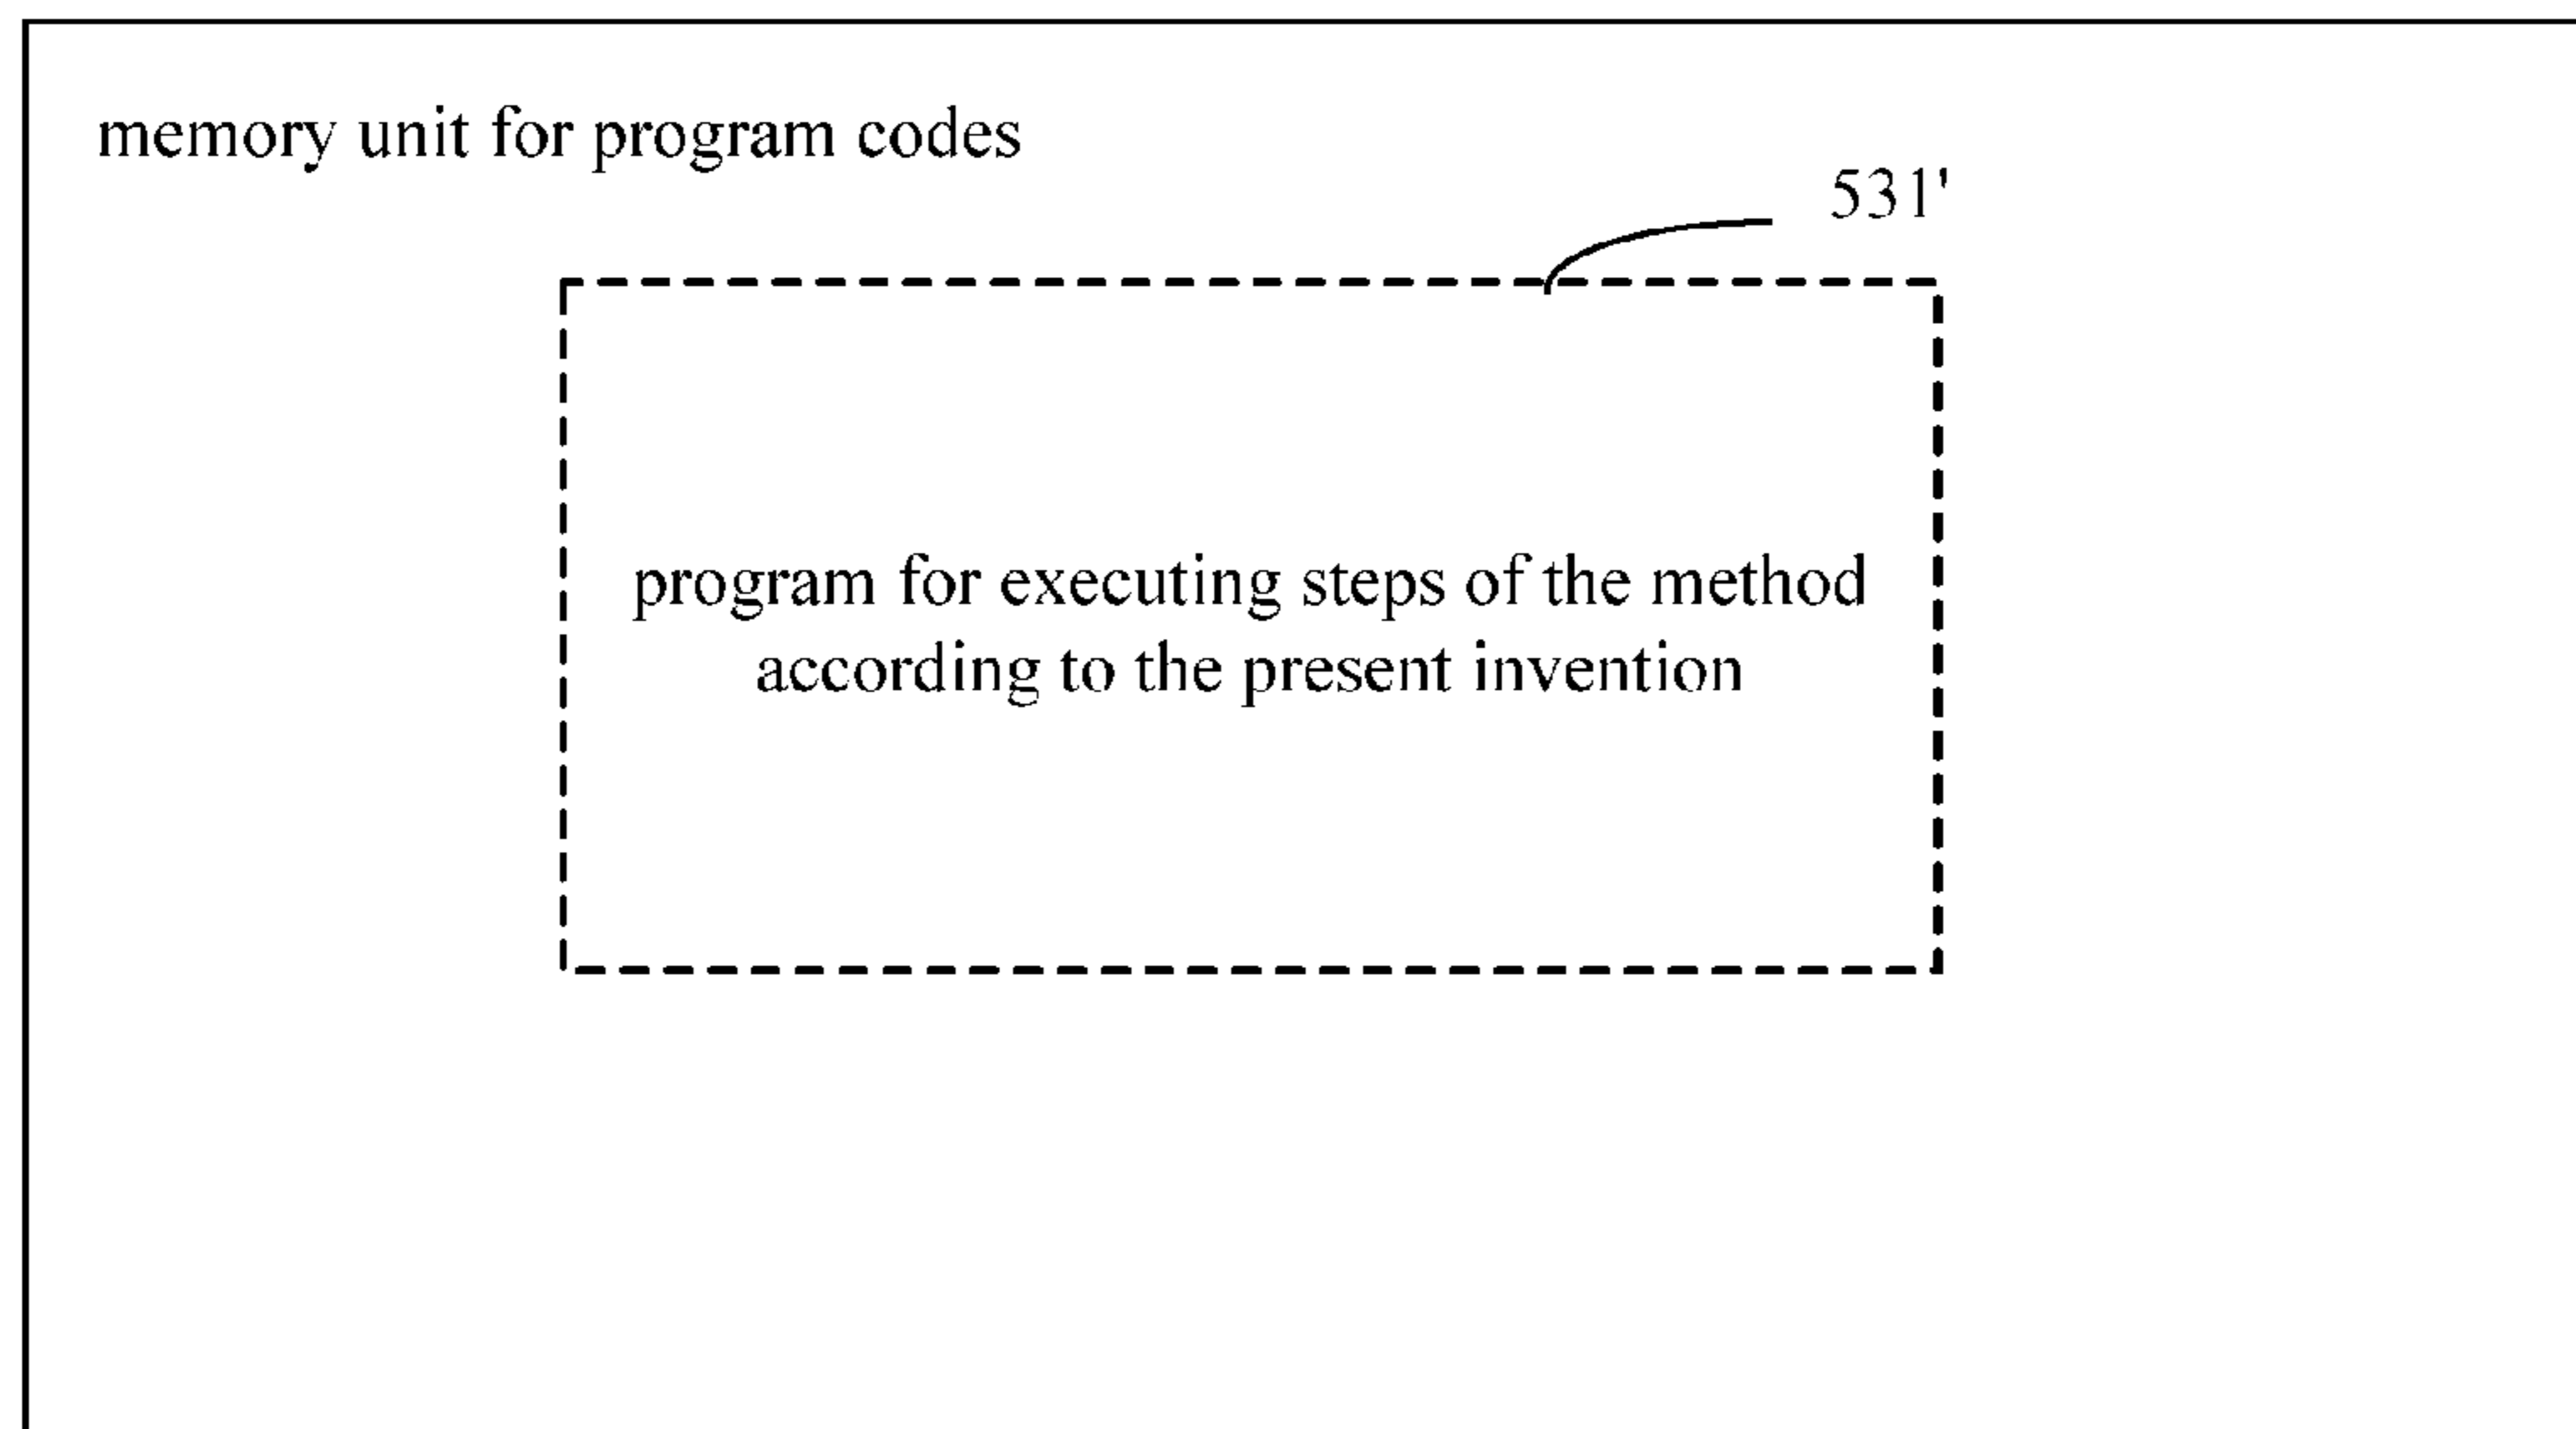 memory unit for program codes
531'
program for executing steps of the method
according to the present invention